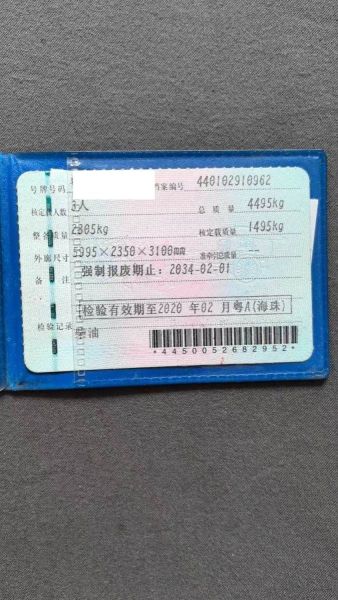 号牌号码 档案编号 440102910962
核定载人数 3人 总质量 4495kg
整备质量 2805kg 核定载质量 1495kg
外廓尺寸 5995×2350×3100mm 准牵引总质量 --
备注 强制报废期止：2034-02-01
检验有效期至2020年02月粤A(海珠)
检验记录 柴油
*4450052682952*